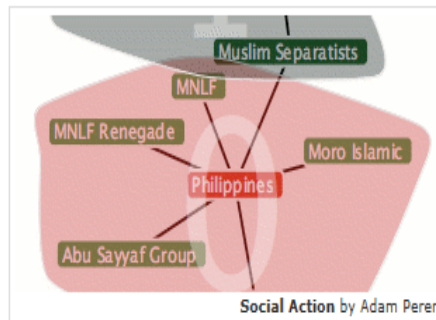 Muslim Separatists
MNLF
MNLF Renegade
Moro Islamic
Philippines
Abu Sayyaf Group
Social Action by Adam Perer